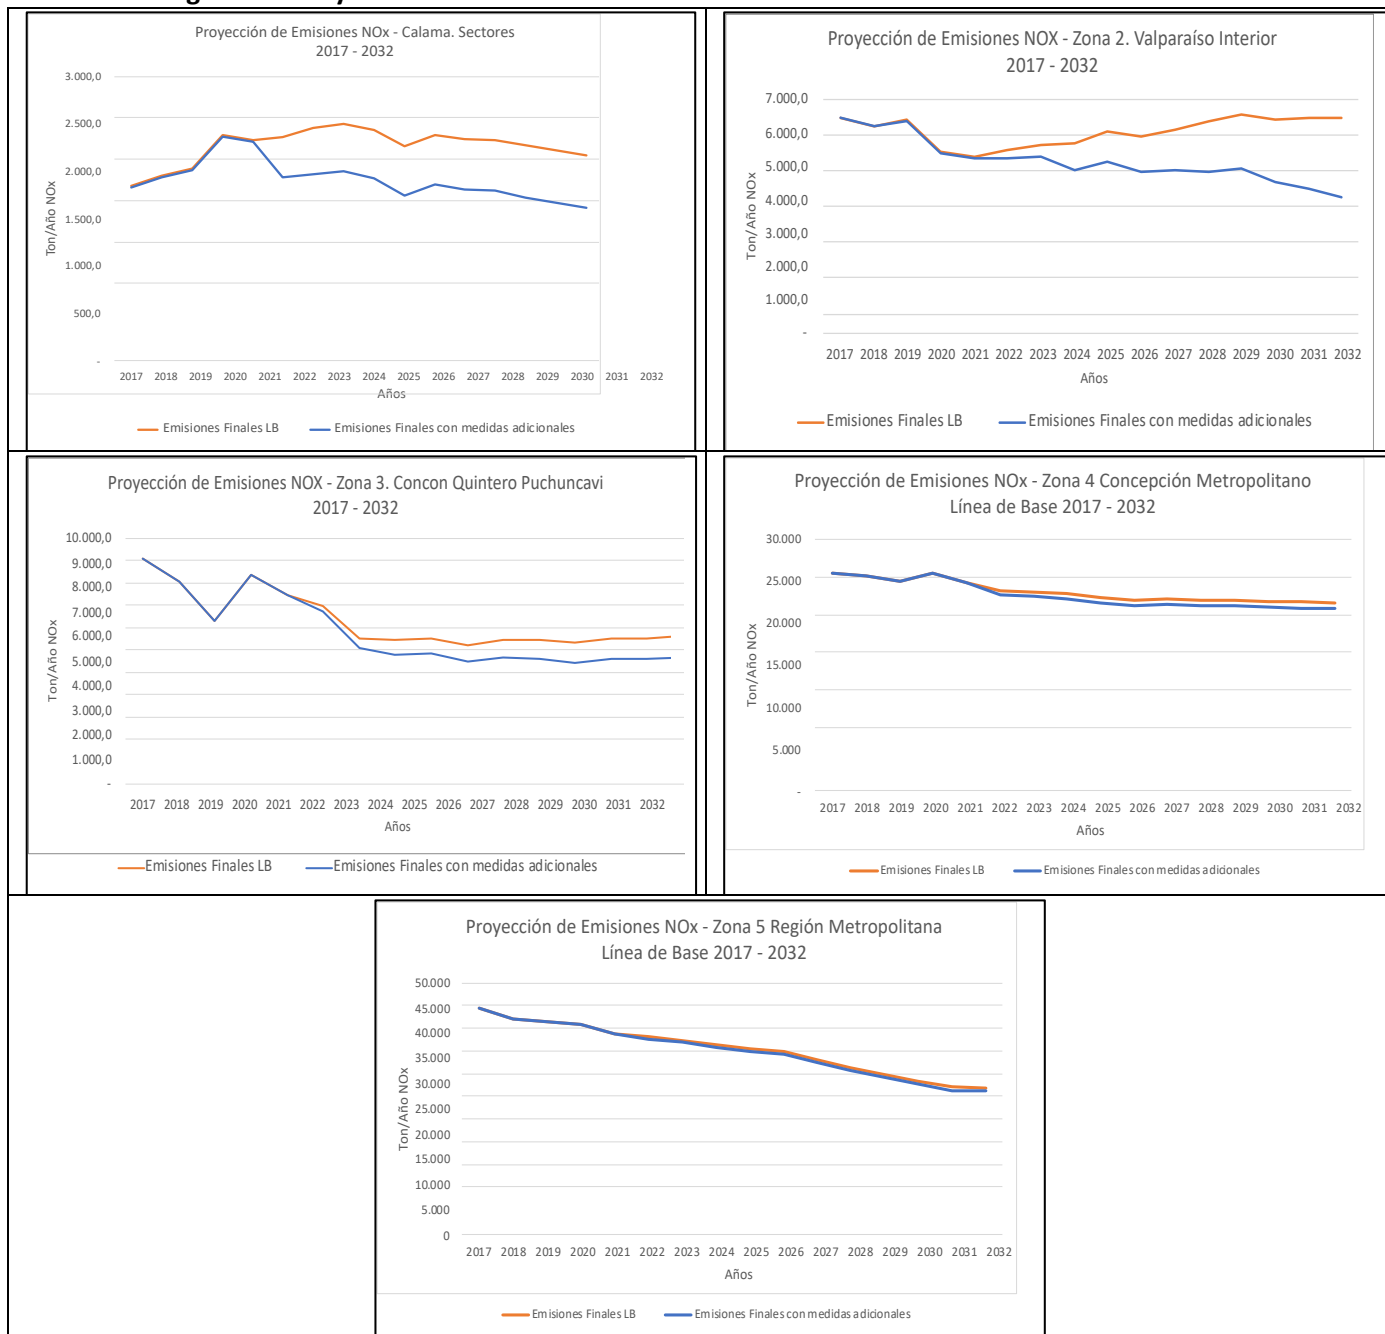 Proyección de Emisiones NOx - Calama. Sectores
2017 - 2032
3.000,0
2.500,0
2.000,0
1.500,0
1.000,0
500,0
-
Ton/Año NOx
2017 2018 2019 2020 2021 2022 2023 2024 2025 2026 2027 2028 2029 2030 2031 2032
Años
Emisiones Finales LB Emisiones Finales con medidas adicionales
Proyección de Emisiones NOX - Zona 2. Valparaíso Interior
2017 - 2032
7.000,0
6.000,0
5.000,0
4.000,0
3.000,0
2.000,0
1.000,0
-
Ton/Año NOx
2017 2018 2019 2020 2021 2022 2023 2024 2025 2026 2027 2028 2029 2030 2031 2032
Años
Emisiones Finales LB Emisiones Finales con medidas adicionales
Proyección de Emisiones NOX - Zona 3. Concon Quintero Puchuncavi
2017 - 2032
10.000,0
9.000,0
8.000,0
7.000,0
6.000,0
5.000,0
4.000,0
3.000,0
2.000,0
1.000,0
-
Ton/Año NOx
2017 2018 2019 2020 2021 2022 2023 2024 2025 2026 2027 2028 2029 2030 2031 2032
Años
Emisiones Finales LB Emisiones Finales con medidas adicionales
Proyección de Emisiones NOx - Zona 4 Concepción Metropolitano
Línea de Base 2017 - 2032
30.000
25.000
20.000
15.000
10.000
5.000
-
Ton/Año NOx
2017 2018 2019 2020 2021 2022 2023 2024 2025 2026 2027 2028 2029 2030 2031 2032
Años
Emisiones Finales LB Emisiones Finales con medidas adicionales
Proyección de Emisiones NOx - Zona 5 Región Metropolitana
Línea de Base 2017 - 2032
50.000
45.000
40.000
35.000
30.000
25.000
20.000
15.000
10.000
5.000
0
Ton/Año NOx
2017 2018 2019 2020 2021 2022 2023 2024 2025 2026 2027 2028 2029 2030 2031 2032
Años
Emisiones Finales LB Emisiones Finales con medidas adicionales